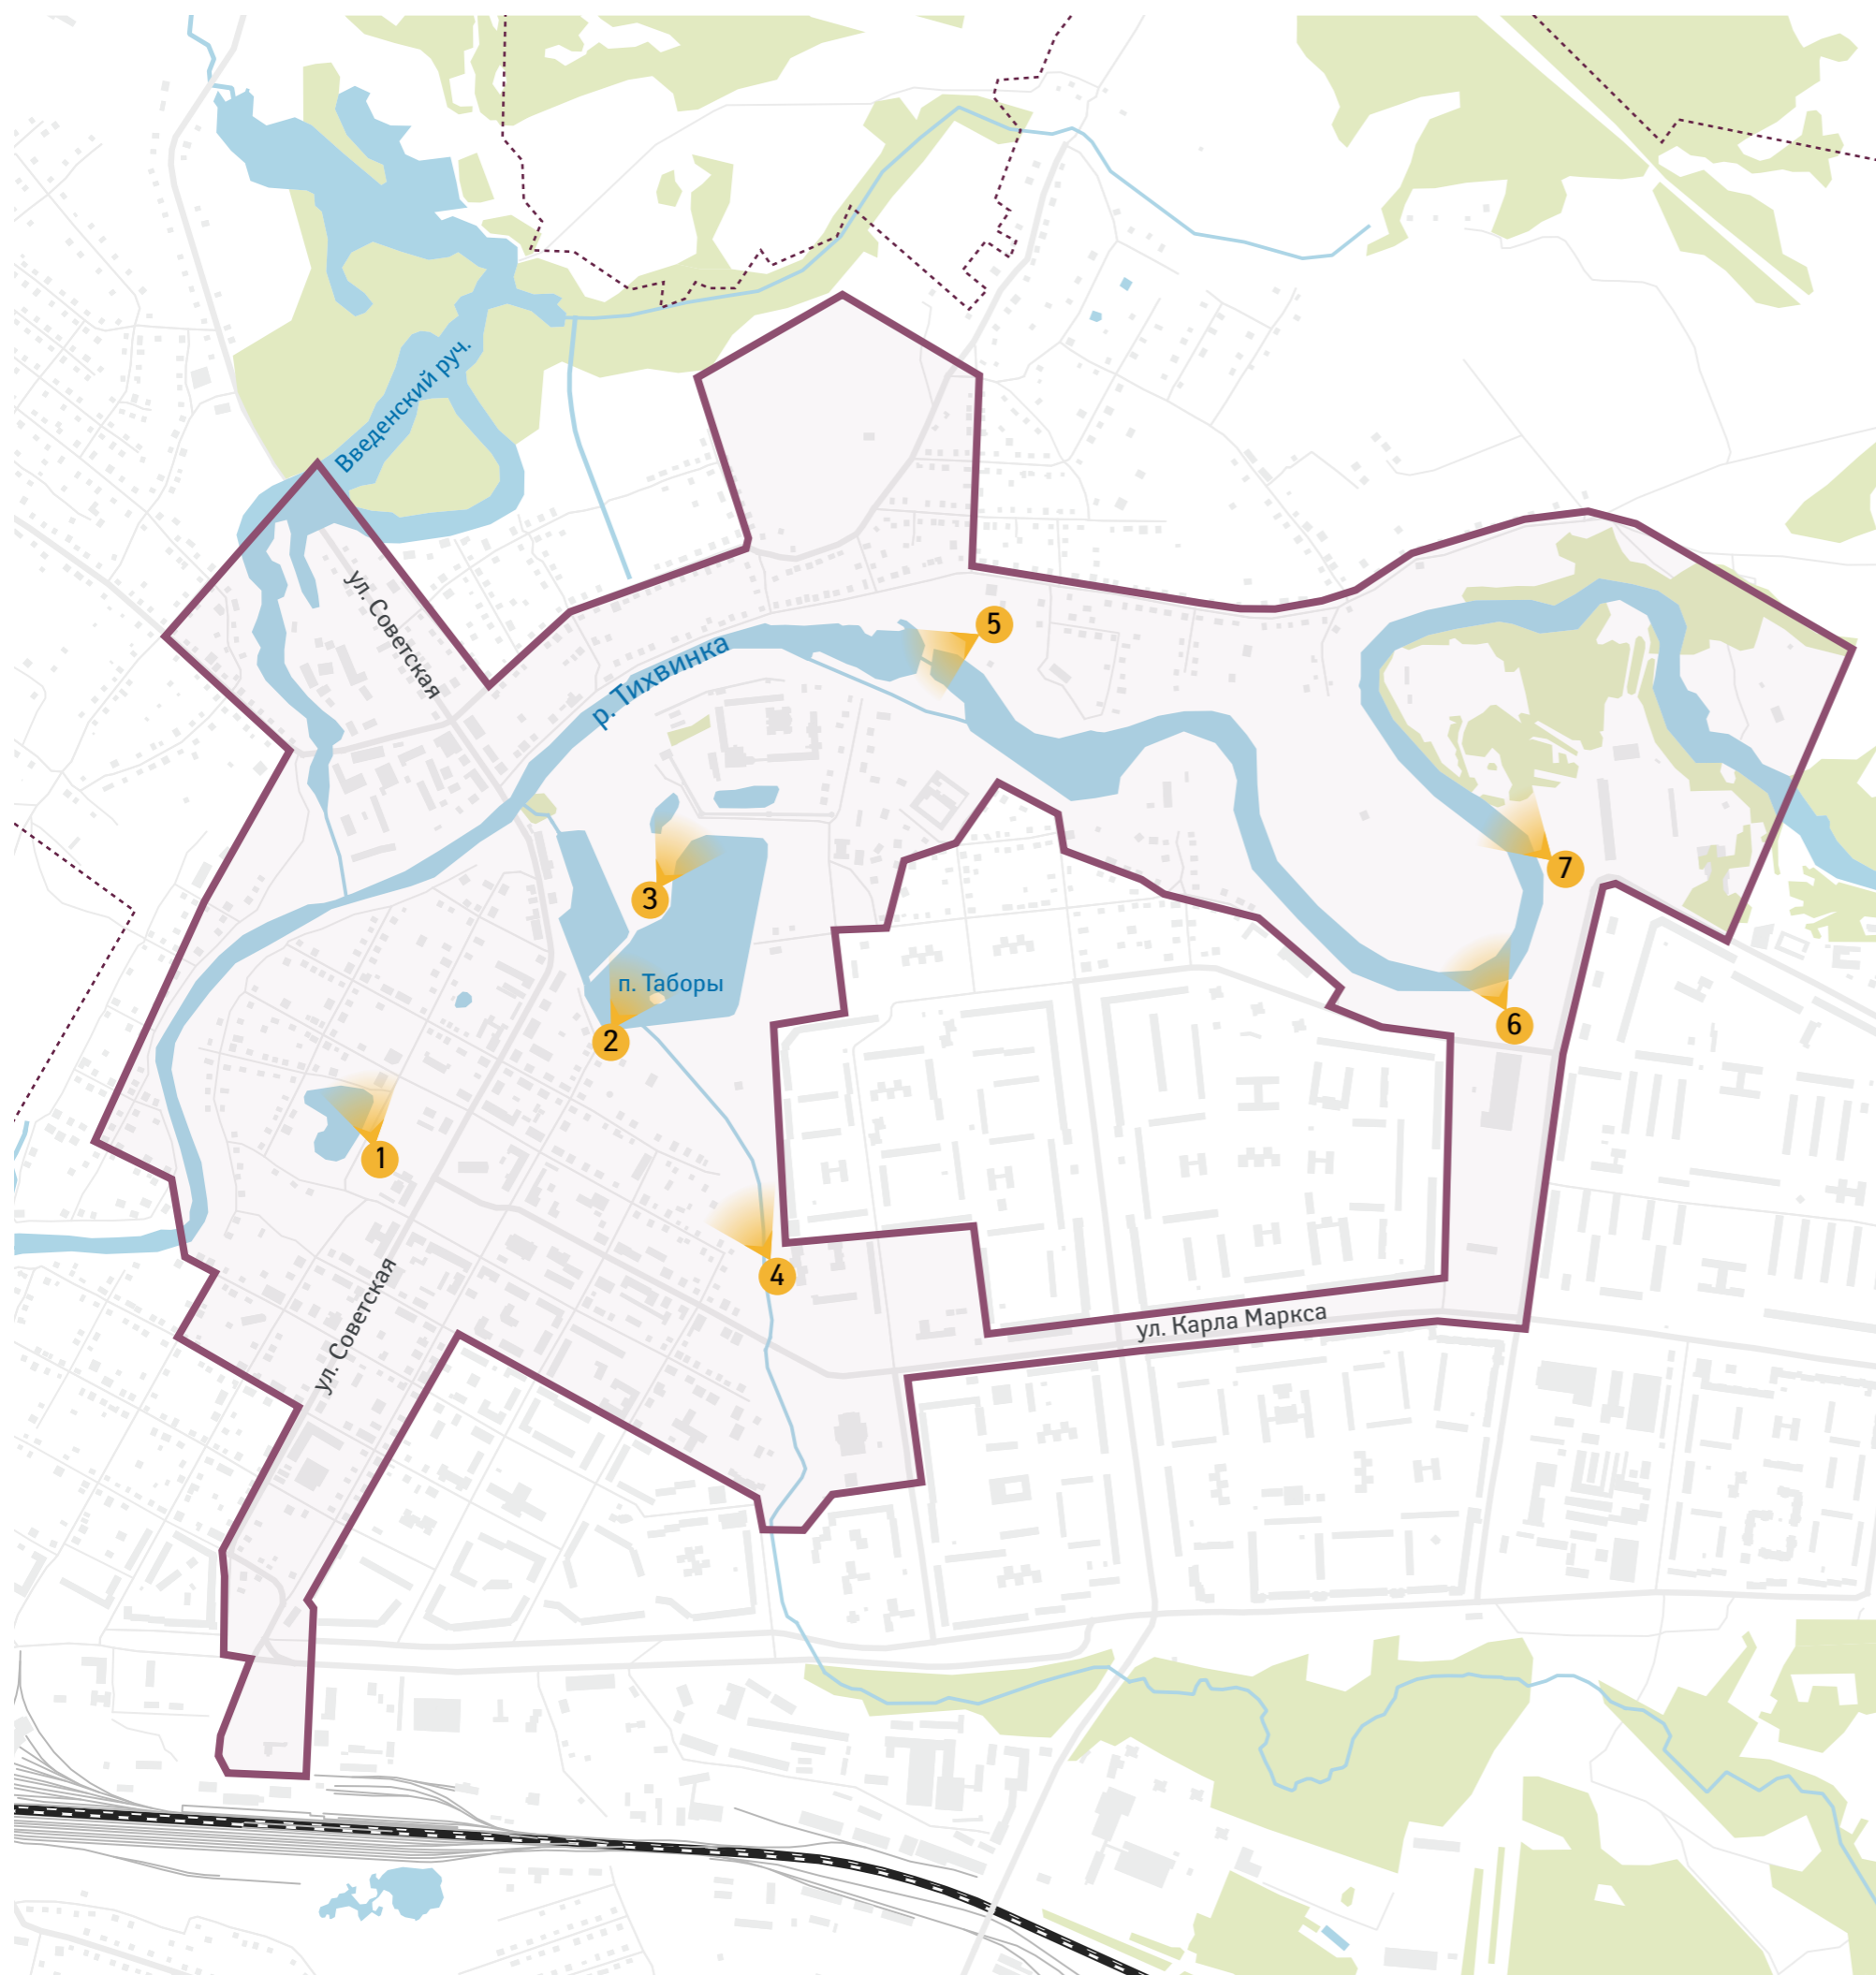 Введенский руч.
ул. Советская
р. Тихвинка
5
7
3
п. Таборы
6
2
1
4
ул. Советская
ул. Карла Маркса